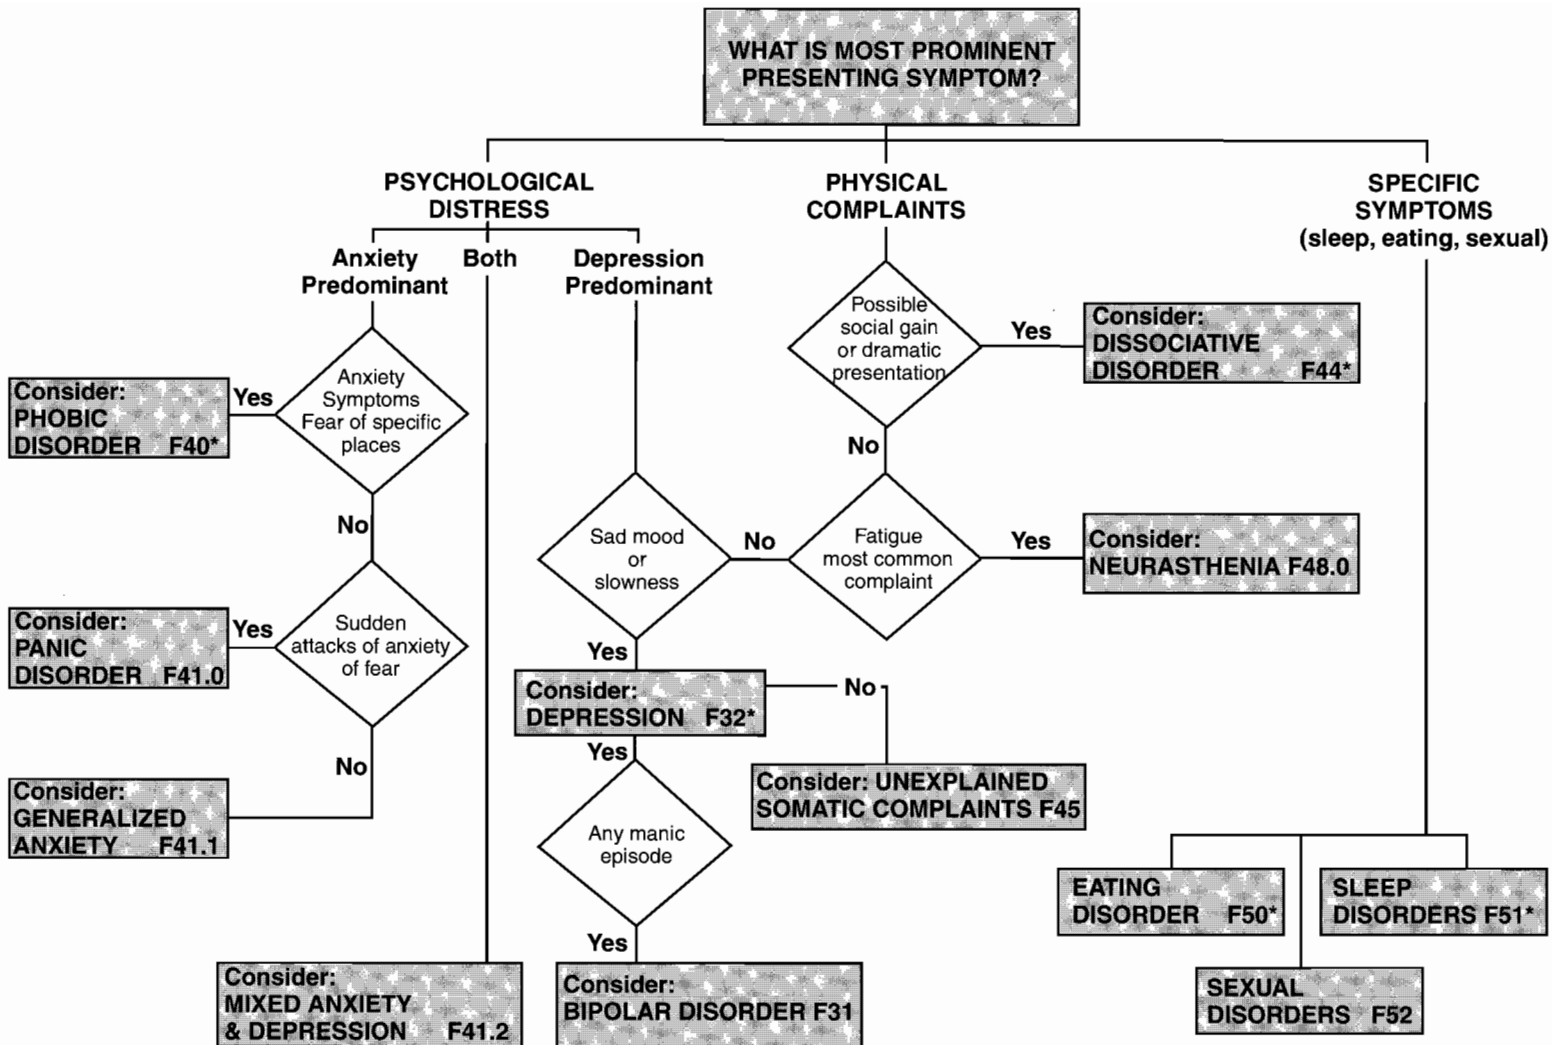 WHAT IS MOST PROMINENT
PRESENTING SYMPTOM?
PSYCHOLOGICAL
DISTRESS
PHYSICAL
COMPLAINTS
SPECIFIC
SYMPTOMS
(sleep, eating, sexual)
Anxiety
Predominant
Both
Depression
Predominant
Anxiety
Symptoms
Fear of specific
places
Yes
Consider:
PHOBIC
DISORDER F40*
No
Sudden
attacks of anxiety
of fear
Yes
Consider:
PANIC
DISORDER F41.0
No
Consider:
GENERALIZED
ANXIETY F41.1
Consider:
MIXED ANXIETY
& DEPRESSION F41.2
Sad mood
or
slowness
Yes
Consider:
DEPRESSION F32*
Yes
Any manic
episode
Yes
Consider:
BIPOLAR DISORDER F31
No
Consider: UNEXPLAINED
SOMATIC COMPLAINTS F45
Possible
social gain
or dramatic
presentation
Yes
Consider:
DISSOCIATIVE
DISORDER F44*
No
Fatigue
most common
complaint
No
Yes
Consider:
NEURASTHENIA F48.0
EATING
DISORDER F50*
SLEEP
DISORDERS F51*
SEXUAL
DISORDERS F52